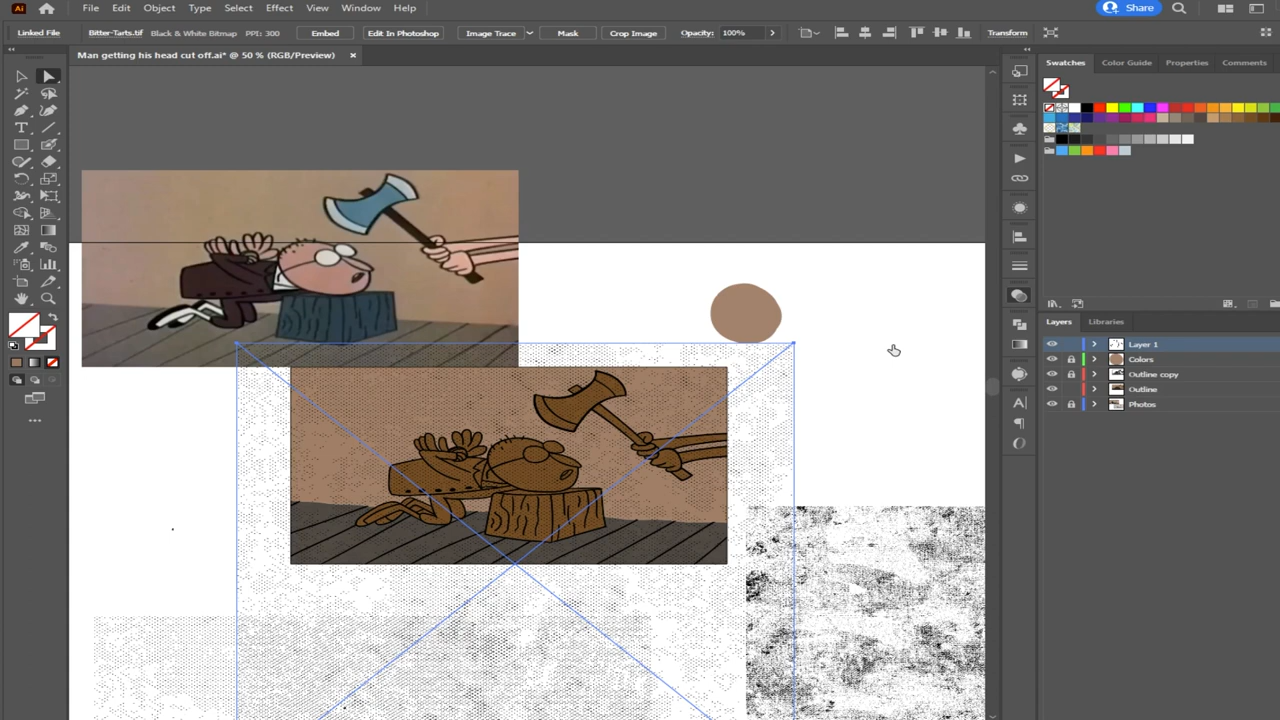 Ai File Edit Object Type Select Effect View Window Help Share
Linked File Bitter-Tarts.tif Black & White Bitmap PPI: 300 Embed Edit In Photoshop Image Trace Mask Crop Image Opacity: 100% Transform
Man getting his head cut off.ai* @ 50 % (RGB/Preview)
Swatches Color Guide Properties Comments
Layers Libraries
Layer 1
Colors
Outline copy
Outline
Photos